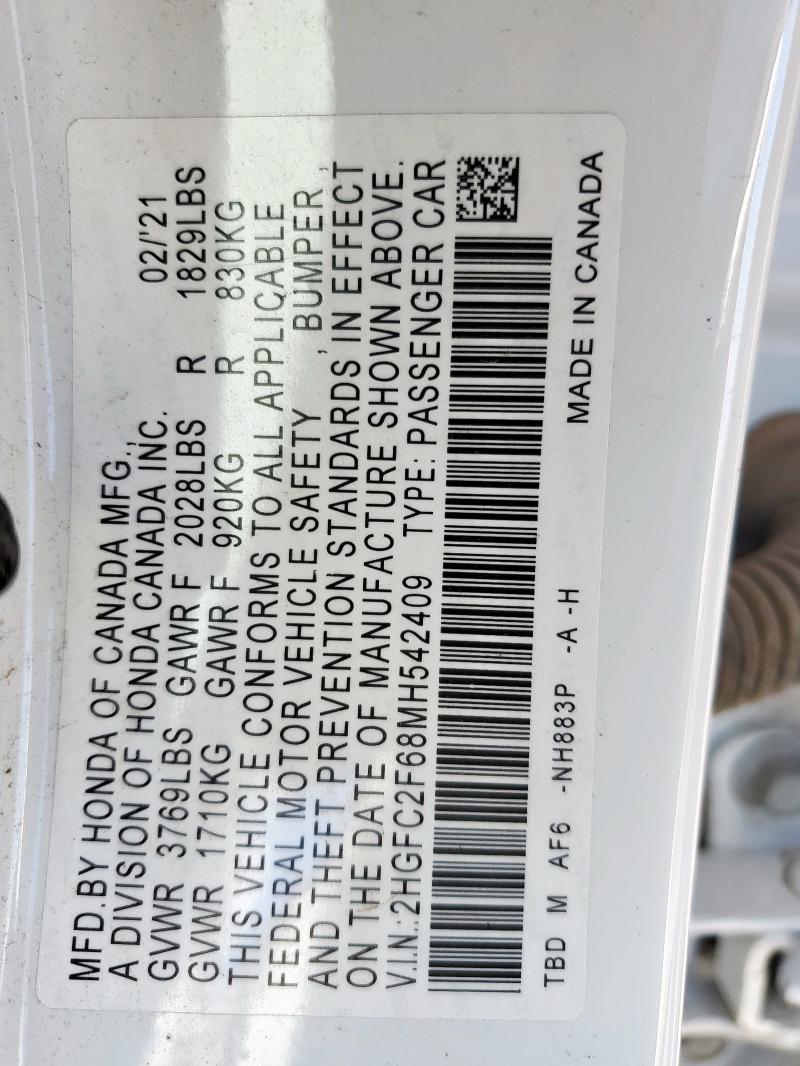 MFD.BY HONDA OF CANADA MFG., 02/'21
A DIVISION OF HONDA CANADA INC.
GVWR 3769LBS GAWR F 2028LBS R 1829LBS
GVWR 1710KG GAWR F 920KG R 830KG
THIS VEHICLE CONFORMS TO ALL APPLICABLE
FEDERAL MOTOR VEHICLE SAFETY , BUMPER ,
AND THEFT PREVENTION STANDARDS IN EFFECT
ON THE DATE OF MANUFACTURE SHOWN ABOVE.
V.I.N.:2HGFC2F68MH542409 TYPE: PASSENGER CAR
TBD M AF6 -NH883P -A -H MADE IN CANADA